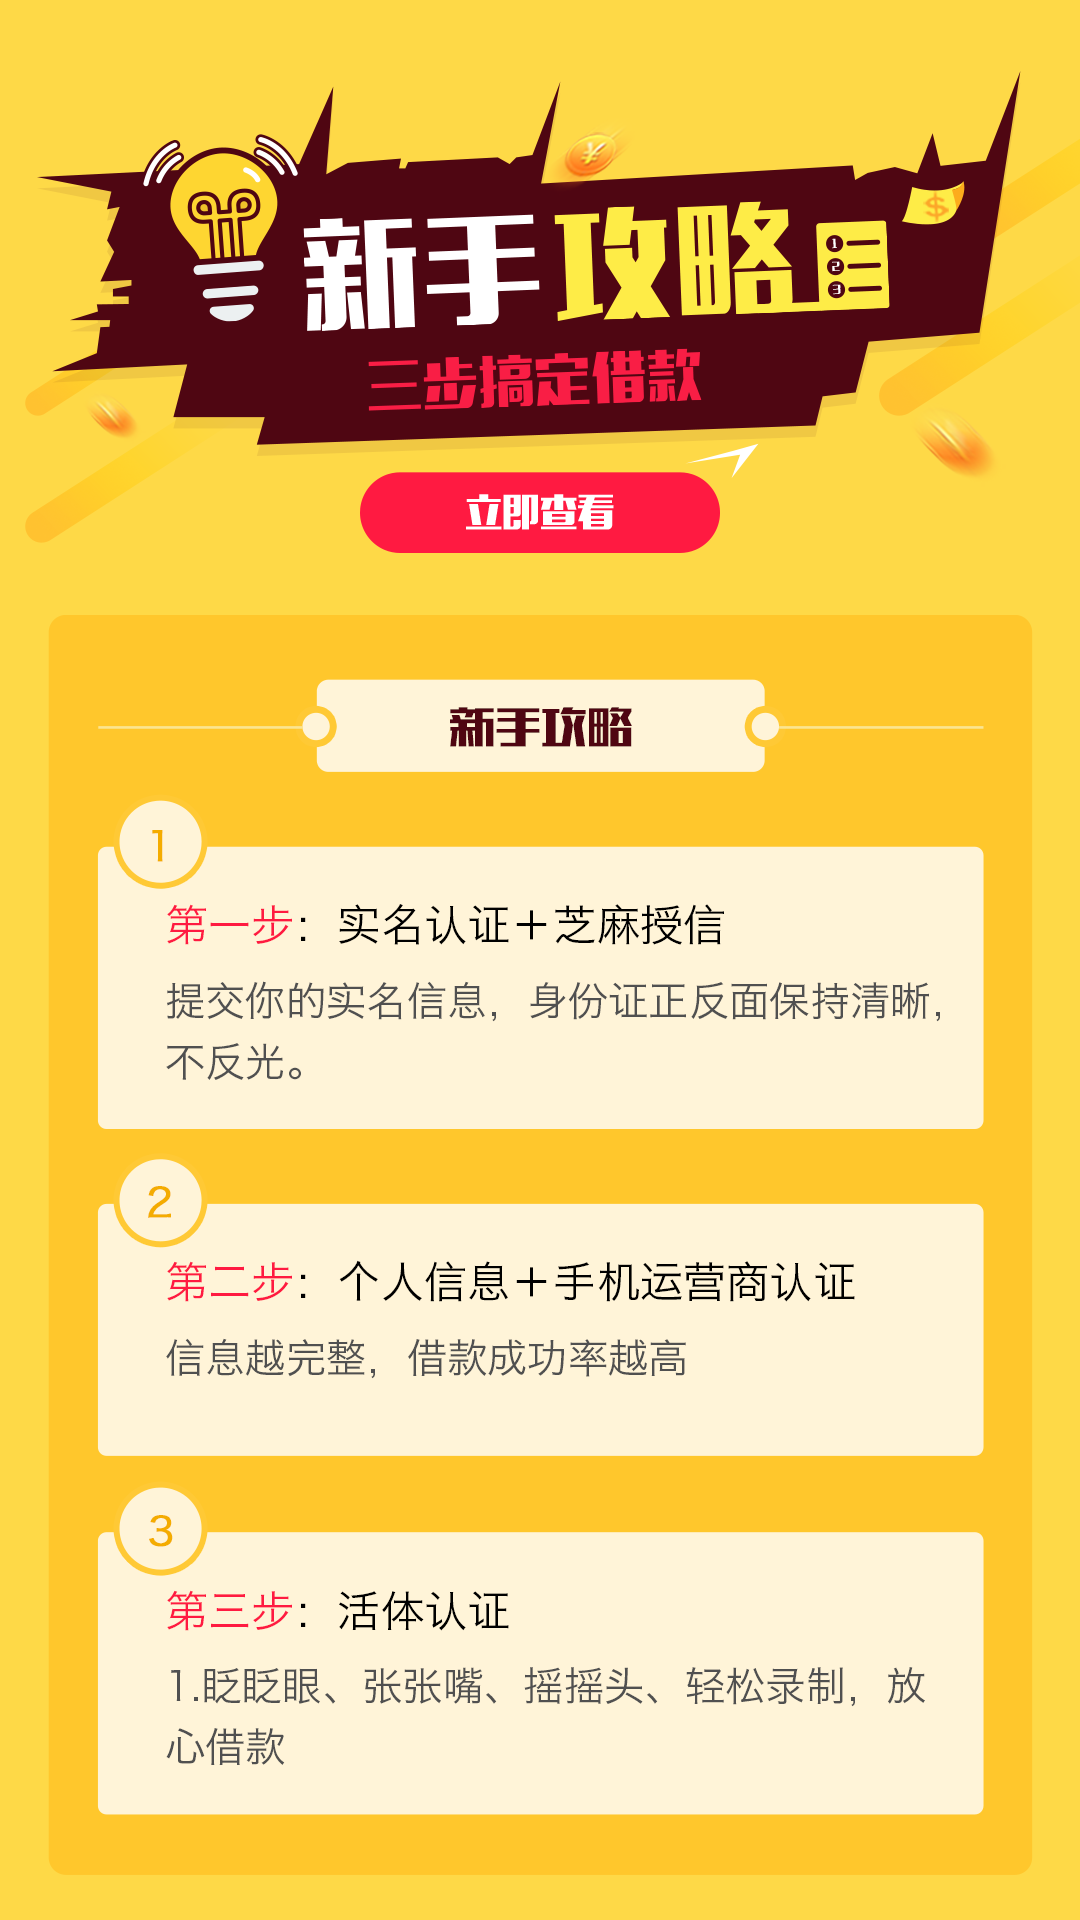 新手攻略
1
2
3
三步搞定借款
立即查看
新手攻略
1
第一步：实名认证＋芝麻授信
提交你的实名信息，身份证正反面保持清晰，
不反光。
2
第二步：个人信息＋手机运营商认证
信息越完整，借款成功率越高
3
第三步：活体认证
1.眨眨眼、张张嘴、摇摇头、轻松录制，放
心借款
¥
$